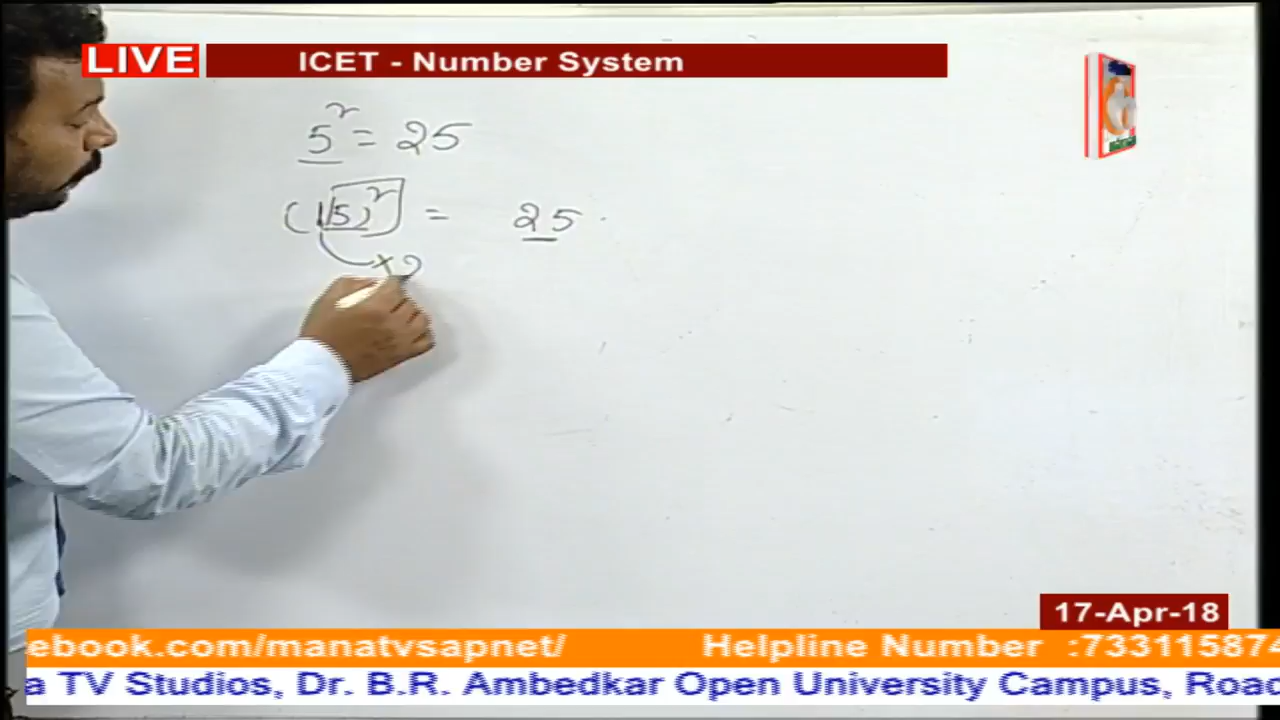 LIVE ICET - Number System
5² = 25
(15)² = 25
×2
17-Apr-18
ebook.com/manatvsapnet/ Helpline Number :733115874
a TV Studios, Dr. B.R. Ambedkar Open University Campus, Road